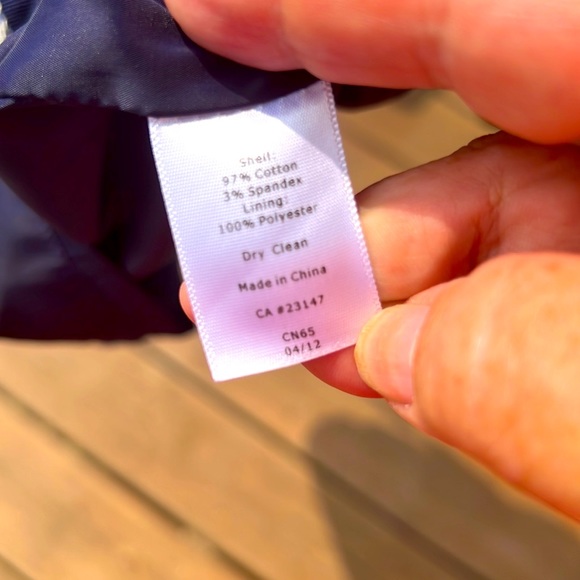 Shell:
97% Cotton
3% Spandex
Lining:
100% Polyester
Dry Clean
Made in China
CA #23147
CN65
04/12